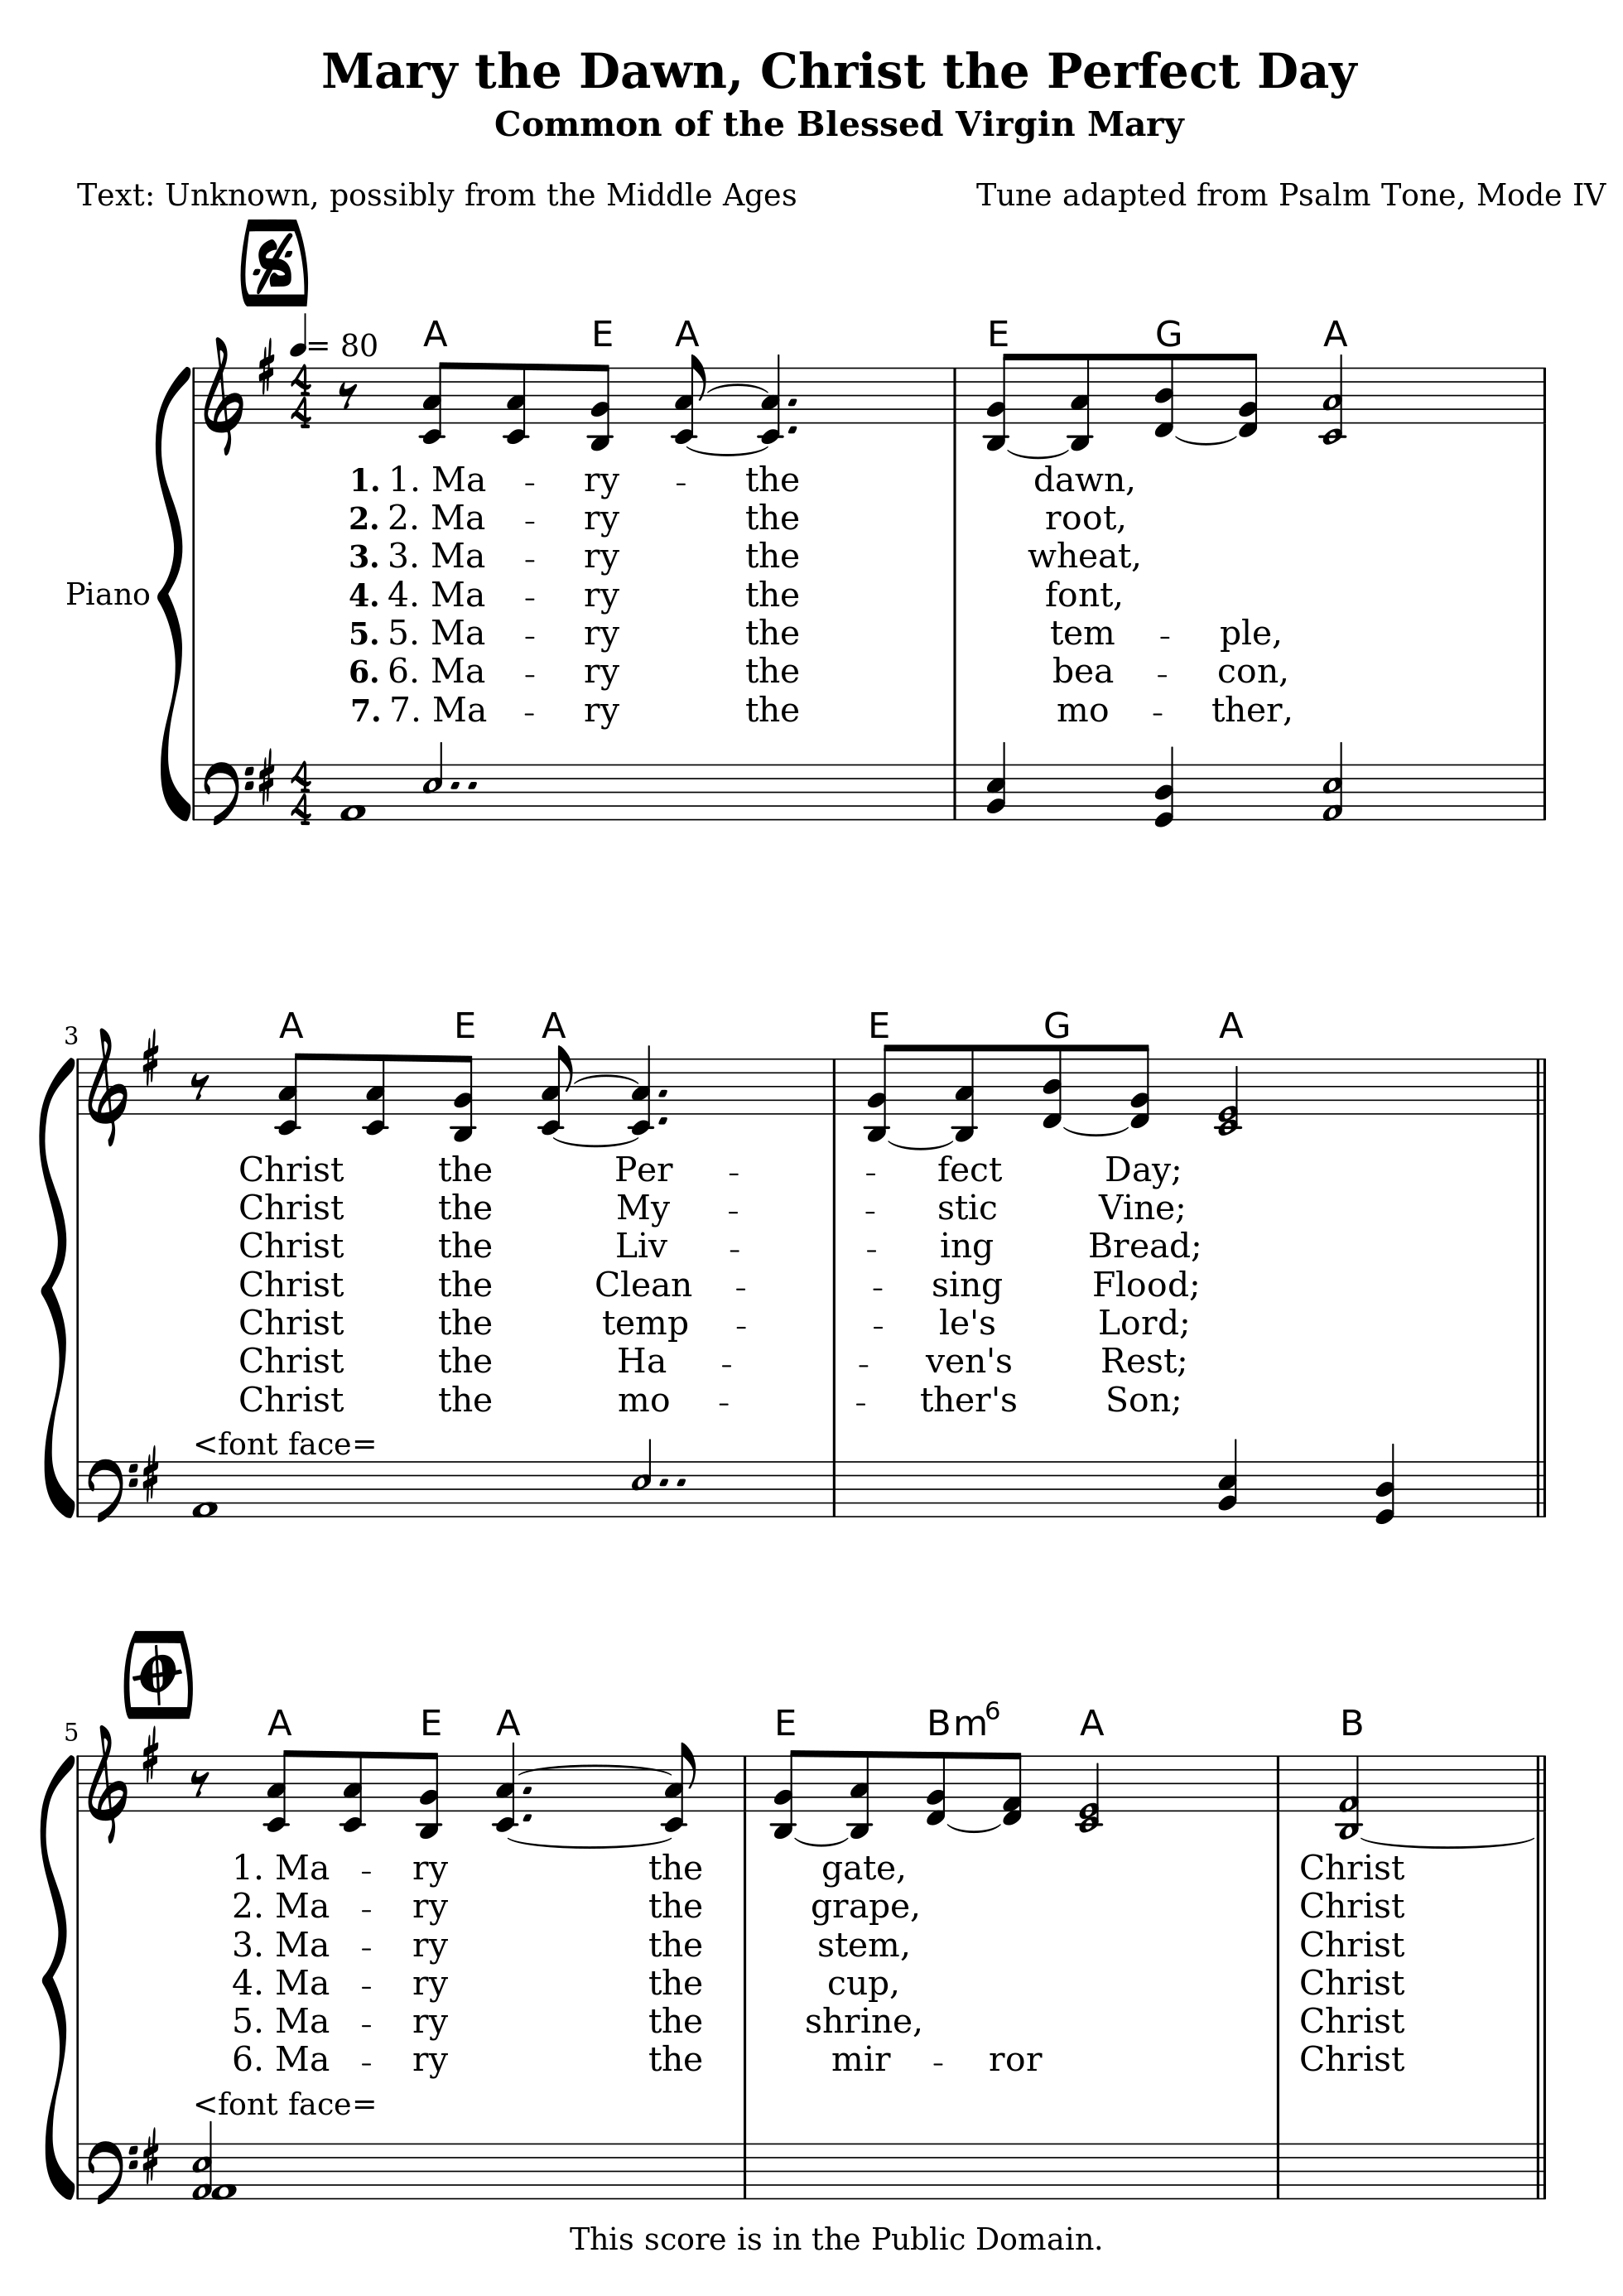 Mary the Dawn, Christ the Perfect Day
Common of the Blessed Virgin Mary
Text: Unknown, possibly from the Middle Ages
Tune adapted from Psalm Tone, Mode IV
= 80 A E A E G A
4 4
1. 1. Ma - ry - the dawn,
2. 2. Ma - ry the root,
3. 3. Ma - ry the wheat,
Piano
4. 4. Ma - ry the font,
5. 5. Ma - ry the tem - ple,
6. 6. Ma - ry the bea - con,
7. 7. Ma - ry the mo - ther,
4 4
3 A E A E G A
Christ the Per - - fect Day;
Christ the My - - stic Vine;
Christ the Liv - - ing Bread;
Christ the Clean - - sing Flood;
Christ the temp - - le's Lord;
Christ the Ha - - ven's Rest;
Christ the mo - - ther's Son;
<font face=
5 A E A E Bm6 A B
1. Ma - ry the gate, Christ
2. Ma - ry the grape, Christ
3. Ma - ry the stem, Christ
4. Ma - ry the cup, Christ
5. Ma - ry the shrine, Christ
6. Ma - ry the mir - ror Christ
<font face=
This score is in the Public Domain.